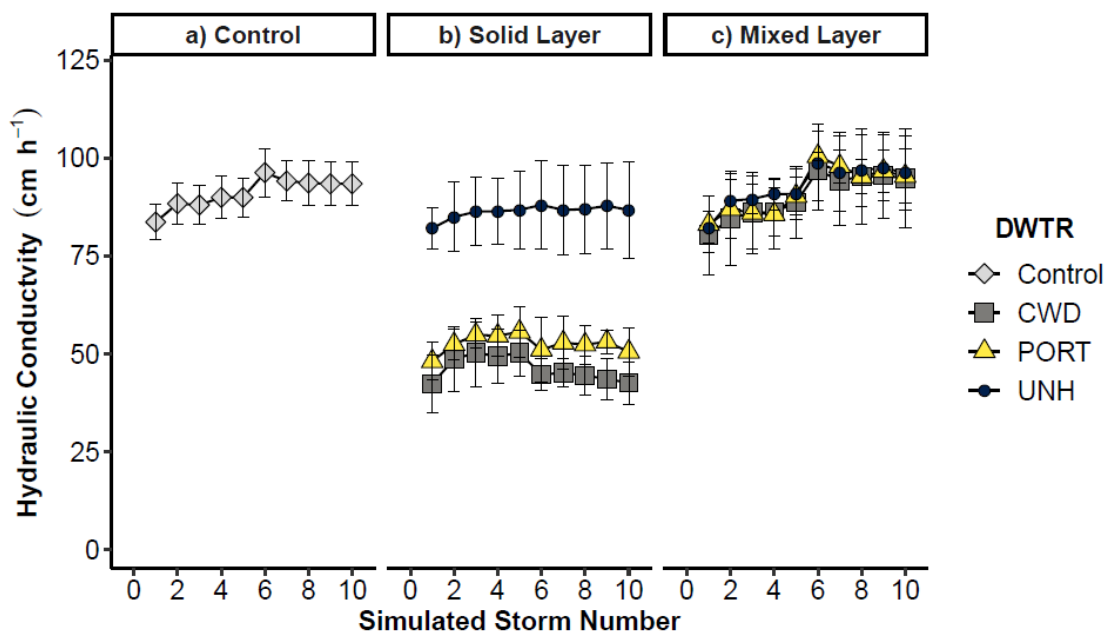 a) Control
b) Solid Layer
c) Mixed Layer
Hydraulic Conductvity (cm h⁻¹)
125
100
75
50
25
0
0 2 4 6 8 10
0 2 4 6 8 10
0 2 4 6 8 10
Simulated Storm Number
DWTR
Control
CWD
PORT
UNH